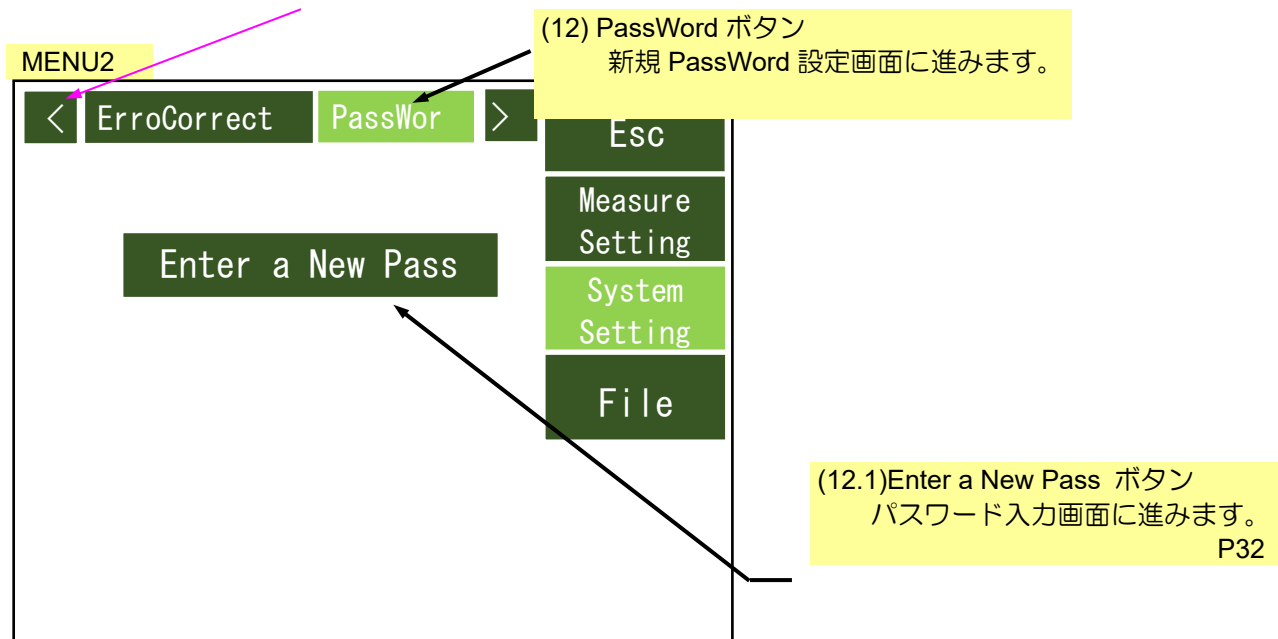 (12) PassWord ボタン
新規 PassWord 設定画面に進みます。
MENU2
< ErroCorrect PassWor >
Esc
Measure
Setting
Enter a New Pass
System
Setting
File
(12.1)Enter a New Pass ボタン
パスワード入力画面に進みます。
P32